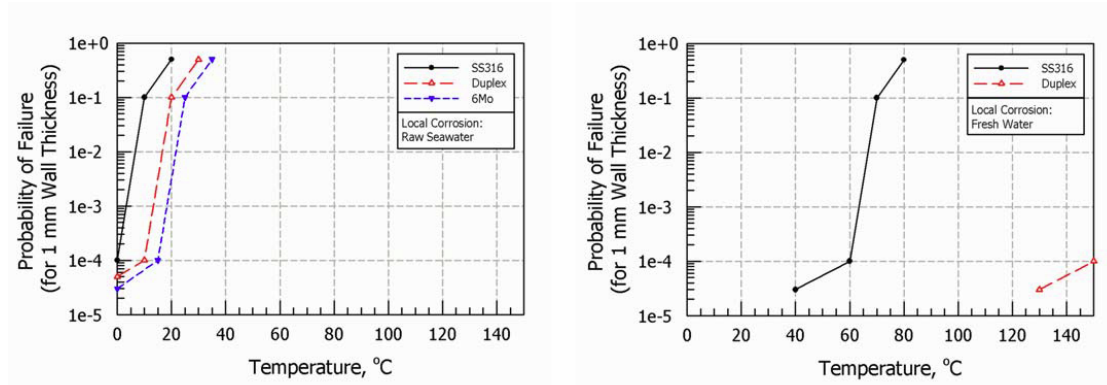 Probability of Failure
(for 1 mm Wall Thickness)
1e+0
1e-1
1e-2
1e-3
1e-4
1e-5
SS316
Duplex
6Mo
Local Corrosion:
Raw Seawater
0 20 40 60 80 100 120 140
Temperature, °C
Probability of Failure
(for 1 mm Wall Thickness)
1e+0
1e-1
1e-2
1e-3
1e-4
1e-5
SS316
Duplex
Local Corrosion:
Fresh Water
0 20 40 60 80 100 120 140
Temperature, °C